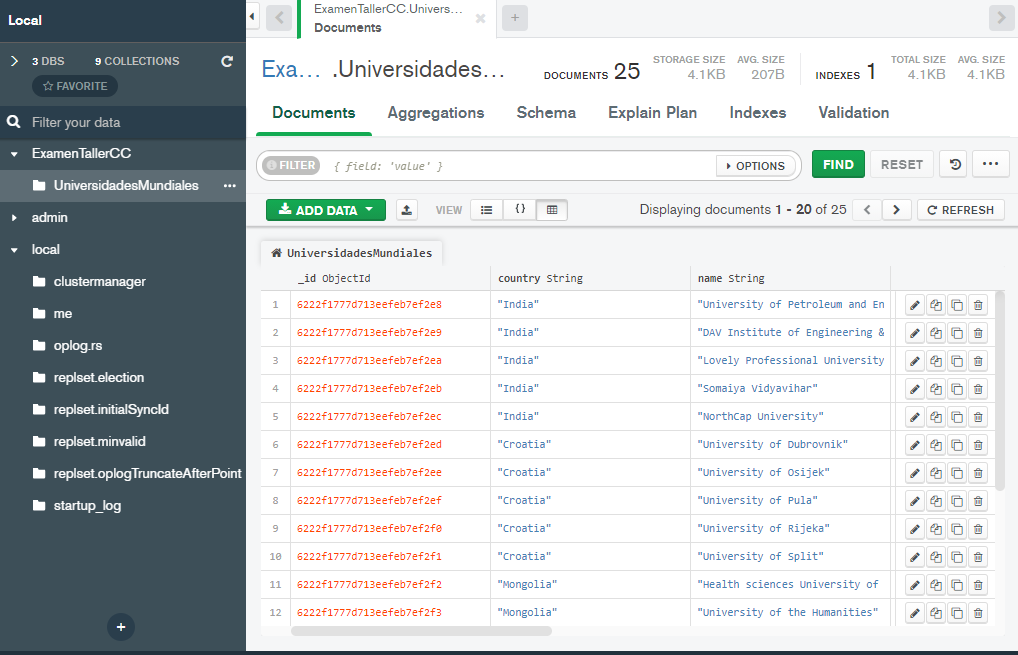 Local
3 DBS 9 COLLECTIONS
FAVORITE
Filter your data
ExamenTallerCC
UniversidadesMundiales
admin
local
clustermanager
me
oplog.rs
replset.election
replset.initialSyncId
replset.minvalid
replset.oplogTruncateAfterPoint
startup_log
ExamenTallerCC.Univers...
Documents
Exa... .Universidades...
DOCUMENTS 25
STORAGE SIZE 4.1KB
AVG. SIZE 207B
INDEXES 1
TOTAL SIZE 4.1KB
AVG. SIZE 4.1KB
Documents Aggregations Schema Explain Plan Indexes Validation
FILTER { field: 'value' } OPTIONS FIND RESET
ADD DATA VIEW {} Displaying documents 1 - 20 of 25 REFRESH
UniversidadesMundiales
_id ObjectId country String name String
1 6222f1777d713eefeb7ef2e8 "India" "University of Petroleum and En
2 6222f1777d713eefeb7ef2e9 "India" "DAV Institute of Engineering &
3 6222f1777d713eefeb7ef2ea "India" "Lovely Professional University
4 6222f1777d713eefeb7ef2eb "India" "Somaiya Vidyavihar"
5 6222f1777d713eefeb7ef2ec "India" "NorthCap University"
6 6222f1777d713eefeb7ef2ed "Croatia" "University of Dubrovnik"
7 6222f1777d713eefeb7ef2ee "Croatia" "University of Osijek"
8 6222f1777d713eefeb7ef2ef "Croatia" "University of Pula"
9 6222f1777d713eefeb7ef2f0 "Croatia" "University of Rijeka"
10 6222f1777d713eefeb7ef2f1 "Croatia" "University of Split"
11 6222f1777d713eefeb7ef2f2 "Mongolia" "Health sciences University of
12 6222f1777d713eefeb7ef2f3 "Mongolia" "University of the Humanities"